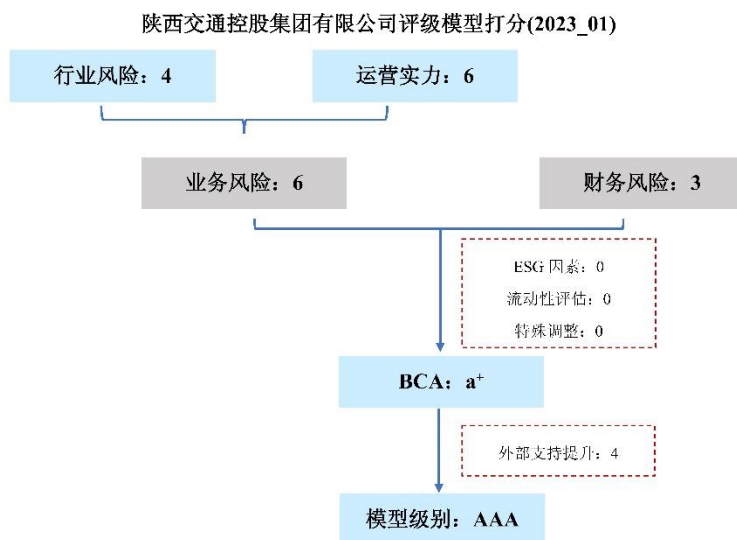 陕西交通控股集团有限公司评级模型打分(2023_01)
行业风险：4
运营实力：6
业务风险：6
财务风险：3
ESG 因素：0
流动性评估：0
特殊调整：0
BCA：a⁺
外部支持提升：4
模型级别：AAA